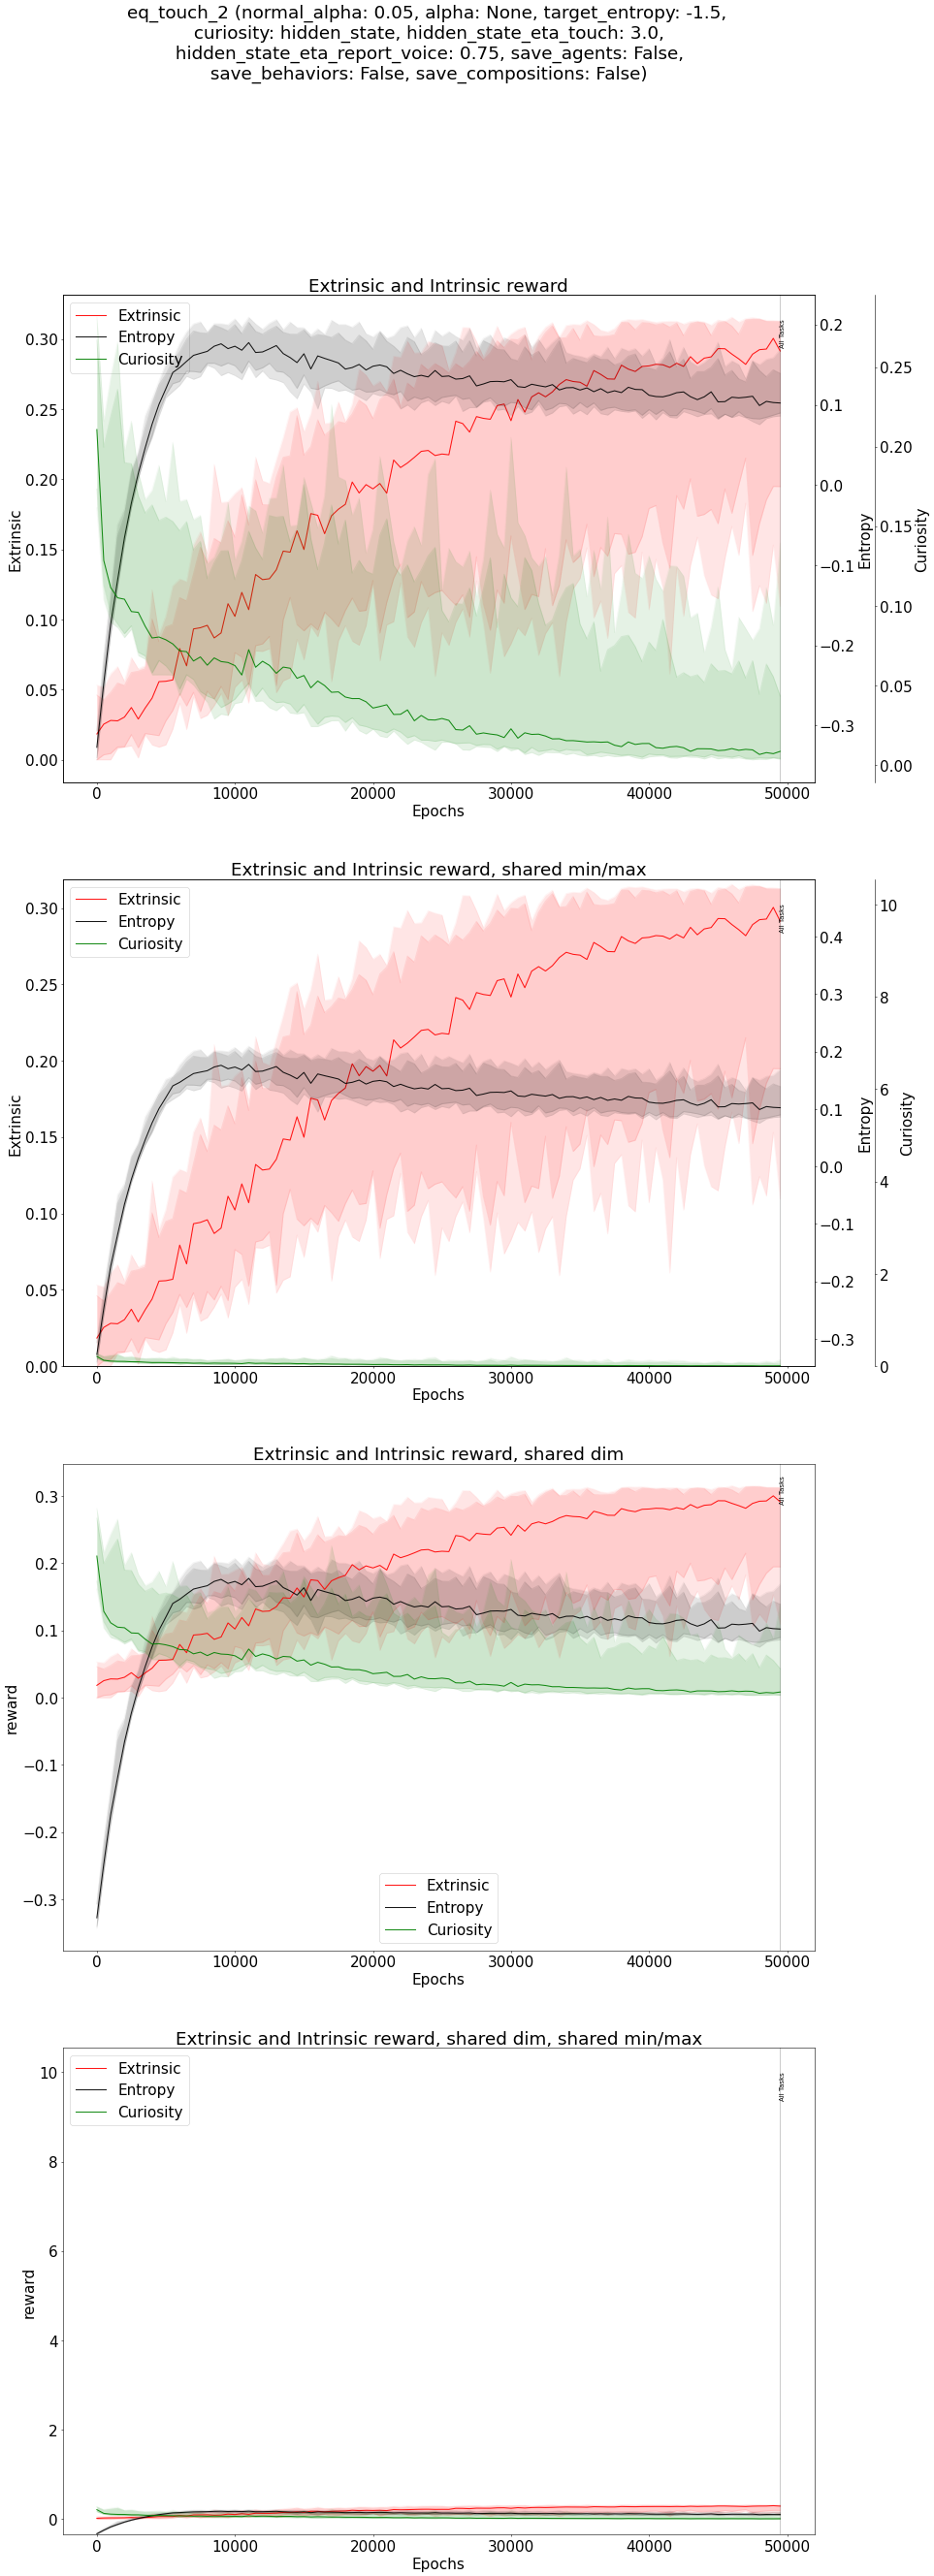 eq_touch_2 (normal_alpha: 0.05, alpha: None, target_entropy: -1.5,
curiosity: hidden_state, hidden_state_eta_touch: 3.0,
hidden_state_eta_report_voice: 0.75, save_agents: False,
save_behaviors: False, save_compositions: False)
Extrinsic and Intrinsic reward
Extrinsic
Entropy
Curiosity
All Tasks
0.30
0.25
0.20
0.15
0.10
0.05
0.00
Extrinsic
0.2
0.1
0.0
−0.1
−0.2
−0.3
Entropy
0.25
0.20
0.15
0.10
0.05
0.00
Curiosity
0 10000 20000 30000 40000 50000
Epochs
Extrinsic and Intrinsic reward, shared min/max
Extrinsic
Entropy
Curiosity
All Tasks
0.30
0.25
0.20
0.15
0.10
0.05
0.00
Extrinsic
0.4
0.3
0.2
0.1
0.0
−0.1
−0.2
−0.3
Entropy
10
8
6
4
2
0
Curiosity
0 10000 20000 30000 40000 50000
Epochs
Extrinsic and Intrinsic reward, shared dim
All Tasks
0.3
0.2
0.1
0.0
−0.1
−0.2
−0.3
reward
Extrinsic
Entropy
Curiosity
0 10000 20000 30000 40000 50000
Epochs
Extrinsic and Intrinsic reward, shared dim, shared min/max
Extrinsic
Entropy
Curiosity
All Tasks
10
8
6
4
2
0
reward
0 10000 20000 30000 40000 50000
Epochs